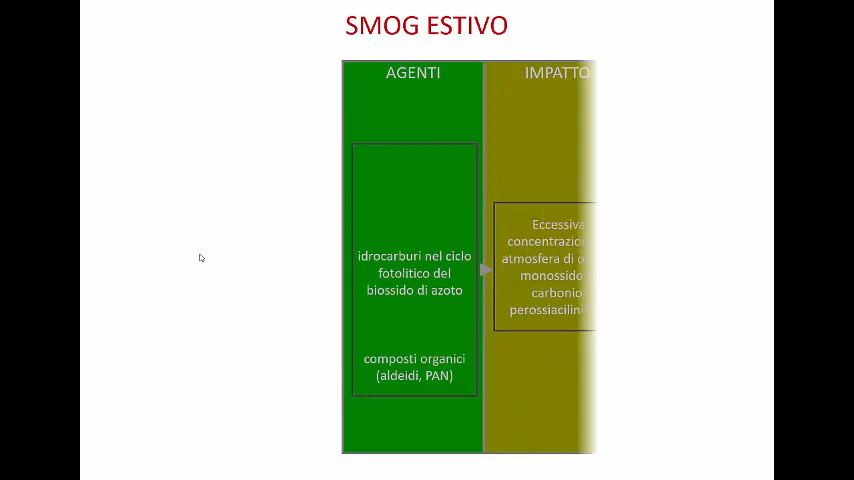 SMOG ESTIVO
AGENTI
IMPATTO
idrocarburi nel ciclo
fotolitico del
biossido di azoto
composti organici
(aldeidi, PAN)
Eccessiva
atmosfera di
monossido
carbonio,